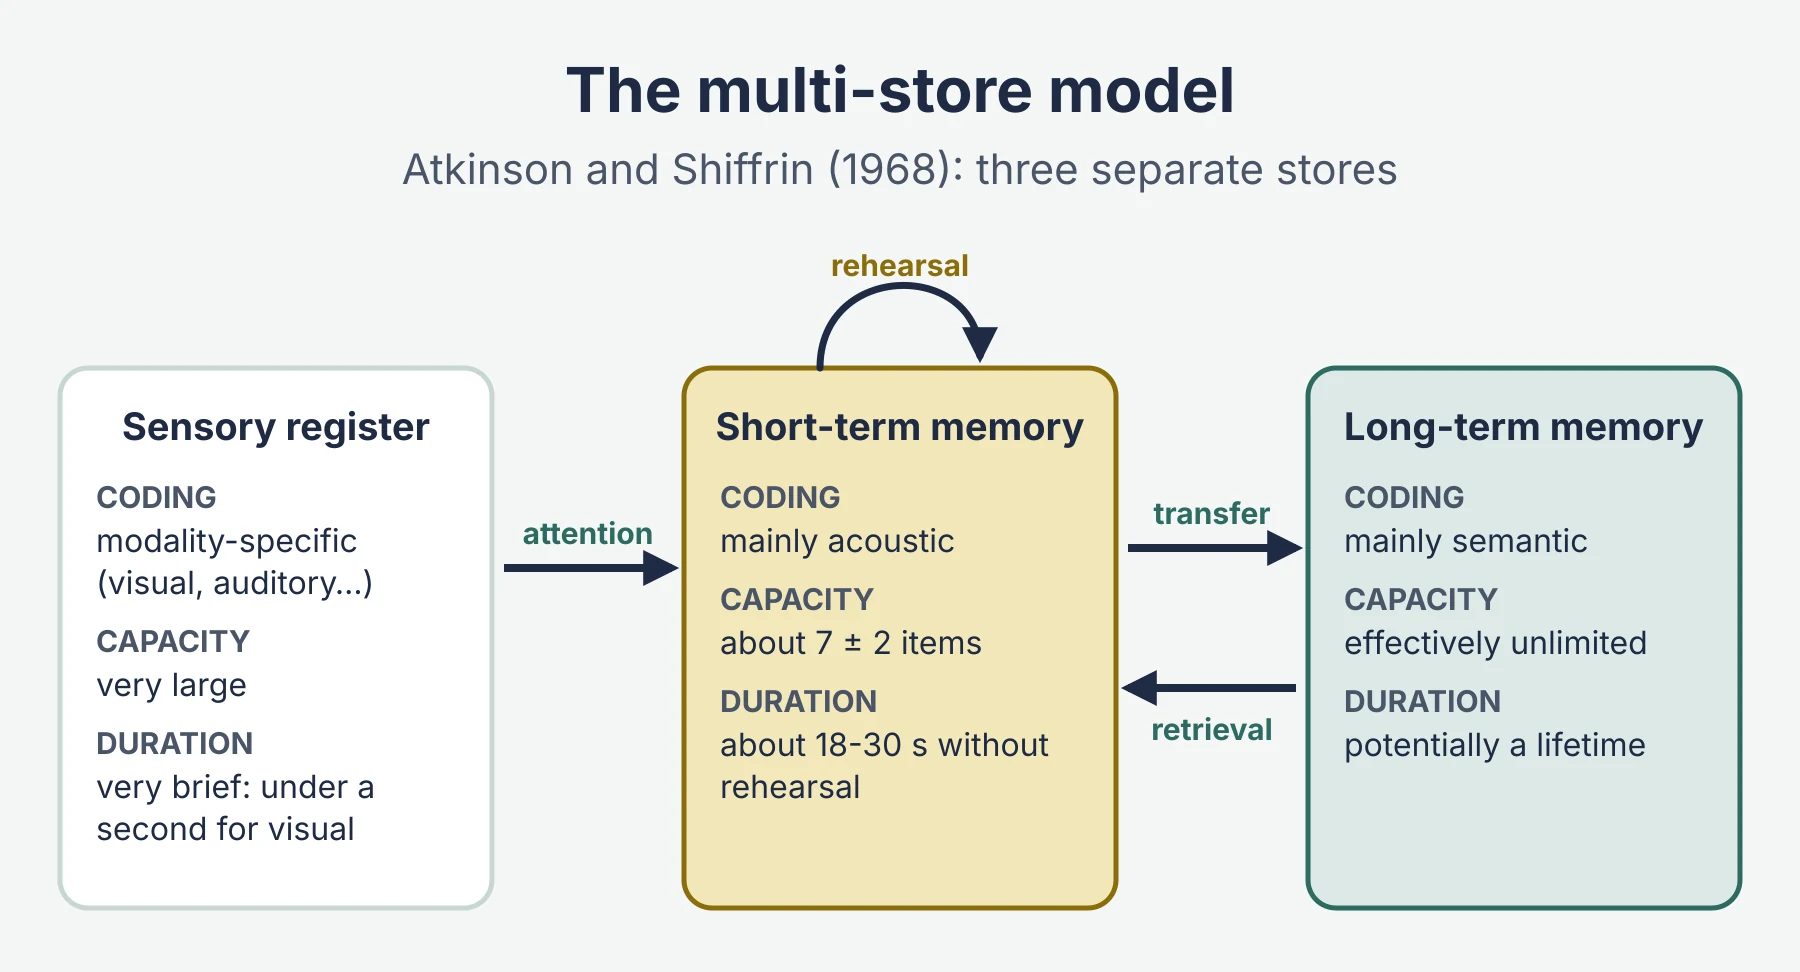 The multi-store model
Atkinson and Shiffrin (1968): three separate stores
rehearsal
Sensory register
CODING
modality-specific
(visual, auditory...)
CAPACITY
very large
DURATION
very brief: under a
second for visual
attention
Short-term memory
CODING
mainly acoustic
CAPACITY
about 7 ± 2 items
DURATION
about 18-30 s without
rehearsal
transfer
retrieval
Long-term memory
CODING
mainly semantic
CAPACITY
effectively unlimited
DURATION
potentially a lifetime